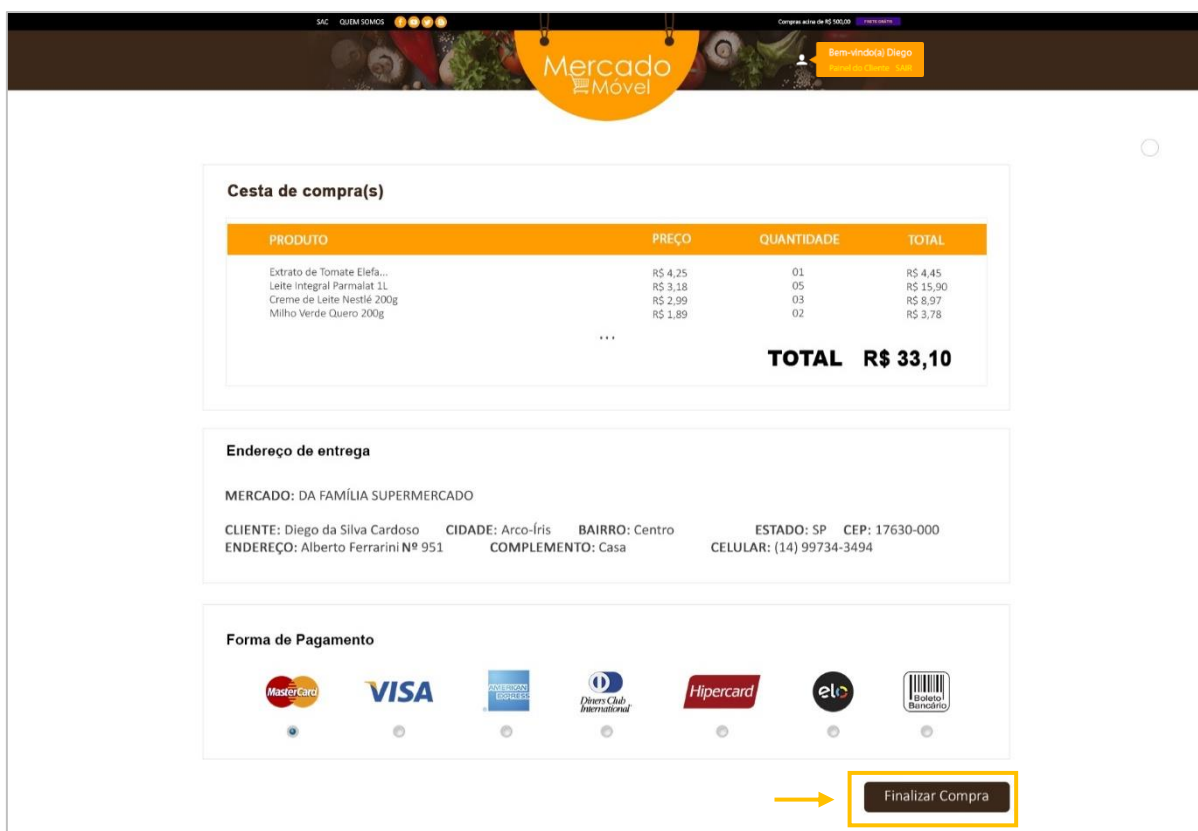 SAC QUEM SOMOS
Compras acima de R$ 500,00 FRETE GRÁTIS
Mercado
Móvel
Bem-vindo(a) Diego
Painel do Cliente SAIR
Cesta de compra(s)
PRODUTO PREÇO QUANTIDADE TOTAL
Extrato de Tomate Elefa... R$ 4,25 01 R$ 4,45
Leite Integral Parmalat 1L R$ 3,18 05 R$ 15,90
Creme de Leite Nestlé 200g R$ 2,99 03 R$ 8,97
Milho Verde Quero 200g R$ 1,89 02 R$ 3,78
...
TOTAL R$ 33,10
Endereço de entrega
MERCADO: DA FAMÍLIA SUPERMERCADO
CLIENTE: Diego da Silva Cardoso CIDADE: Arco-Íris BAIRRO: Centro ESTADO: SP CEP: 17630-000
ENDEREÇO: Alberto Ferrarini Nº 951 COMPLEMENTO: Casa CELULAR: (14) 99734-3494
Forma de Pagamento
MasterCard VISA AMERICAN EXPRESS Diners Club International Hipercard elo Boleto Bancário
Finalizar Compra